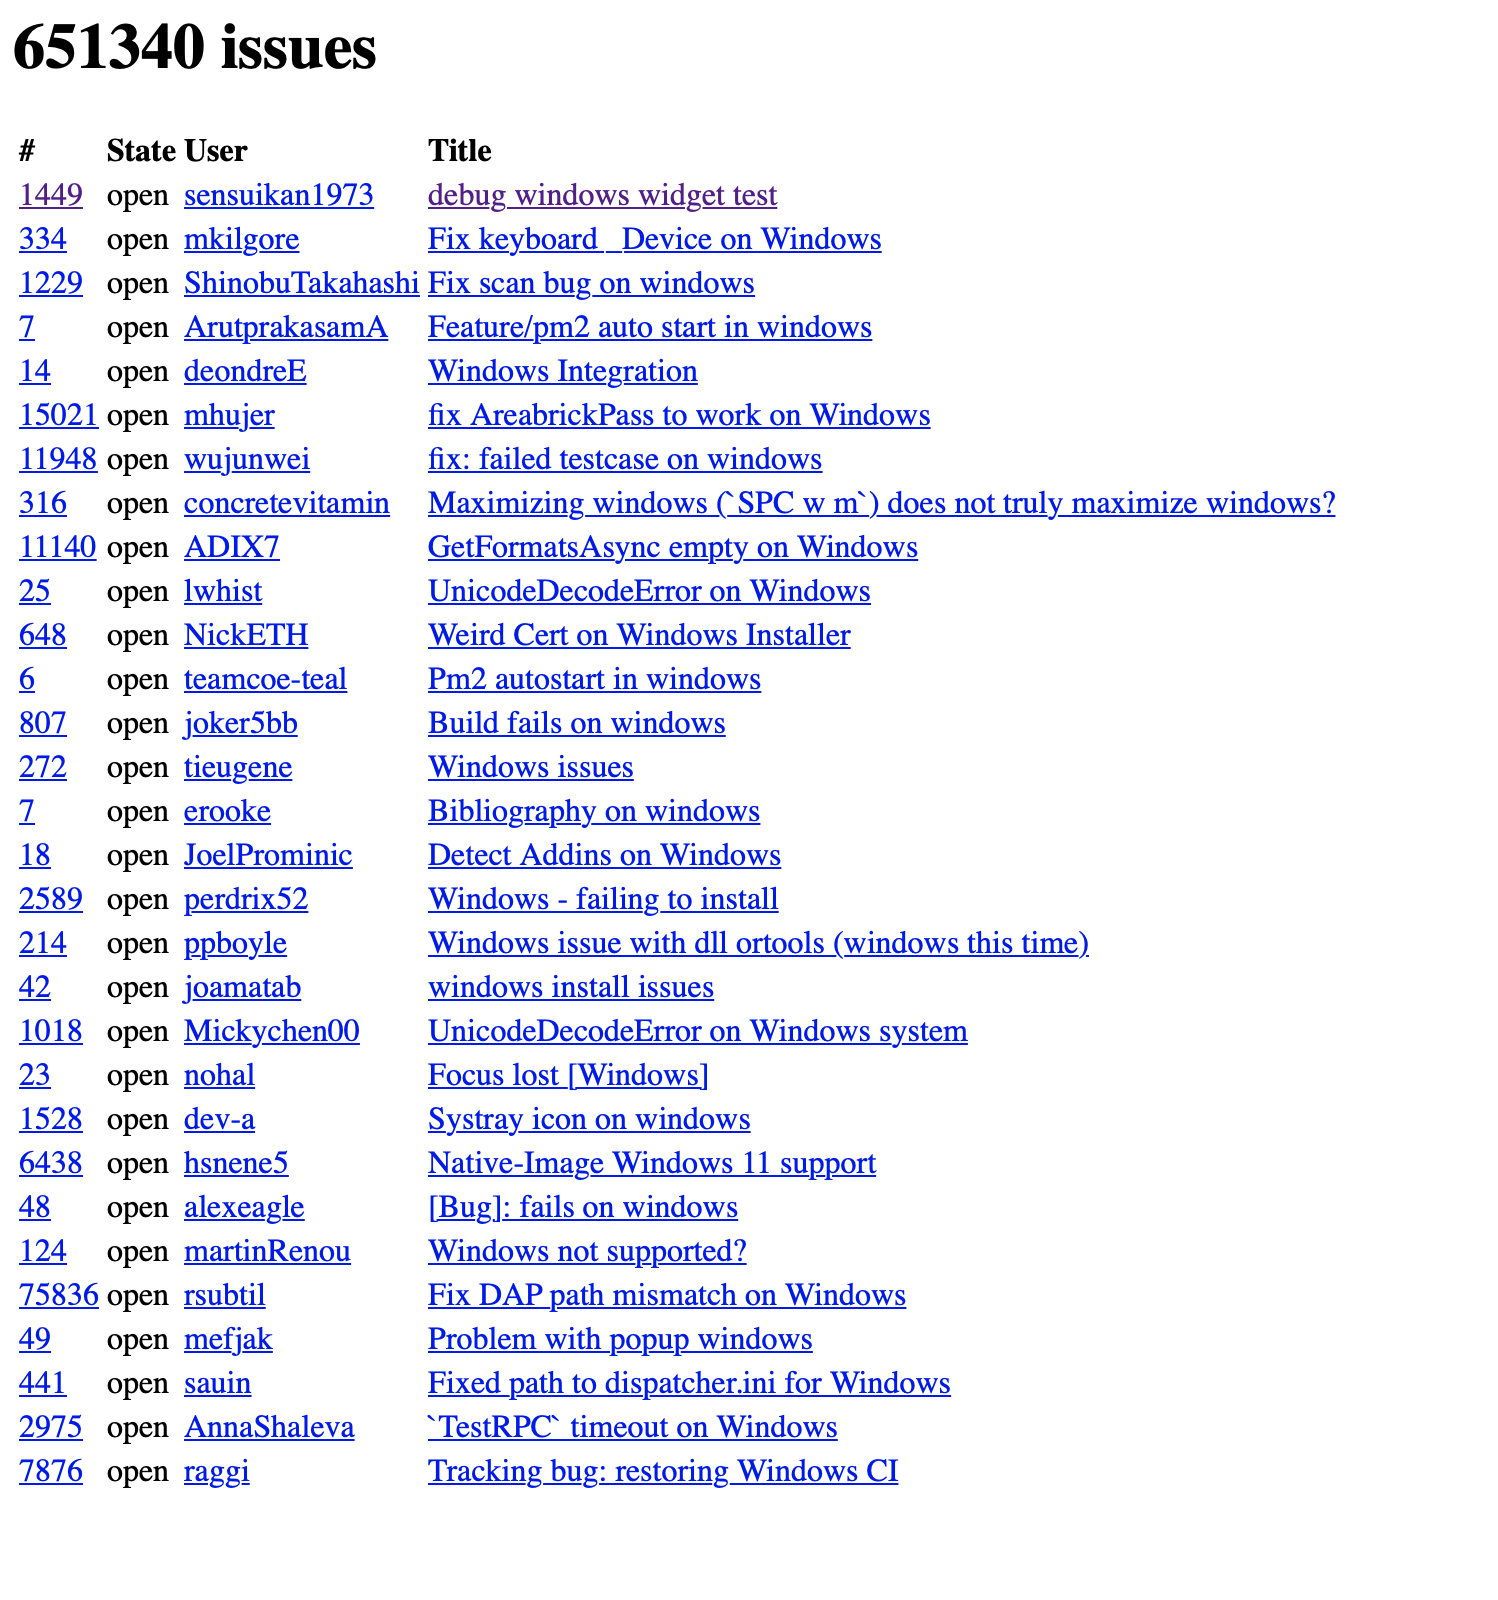 651340 issues
# State User Title
1449 open sensuikan1973 debug windows widget test
334 open mkilgore Fix keyboard _Device on Windows
1229 open ShinobuTakahashi Fix scan bug on windows
7 open ArutprakasamA Feature/pm2 auto start in windows
14 open deondreE Windows Integration
15021 open mhujer fix AreabrickPass to work on Windows
11948 open wujunwei fix: failed testcase on windows
316 open concretevitamin Maximizing windows (`SPC w m`) does not truly maximize windows?
11140 open ADIX7 GetFormatsAsync empty on Windows
25 open lwhist UnicodeDecodeError on Windows
648 open NickETH Weird Cert on Windows Installer
6 open teamcoe-teal Pm2 autostart in windows
807 open joker5bb Build fails on windows
272 open tieugene Windows issues
7 open erooke Bibliography on windows
18 open JoelProminic Detect Addins on Windows
2589 open perdrix52 Windows - failing to install
214 open ppboyle Windows issue with dll ortools (windows this time)
42 open joamatab windows install issues
1018 open Mickychen00 UnicodeDecodeError on Windows system
23 open nohal Focus lost [Windows]
1528 open dev-a Systray icon on windows
6438 open hsnene5 Native-Image Windows 11 support
48 open alexeagle [Bug]: fails on windows
124 open martinRenou Windows not supported?
75836 open rsubtil Fix DAP path mismatch on Windows
49 open mefjak Problem with popup windows
441 open sauin Fixed path to dispatcher.ini for Windows
2975 open AnnaShaleva `TestRPC` timeout on Windows
7876 open raggi Tracking bug: restoring Windows CI